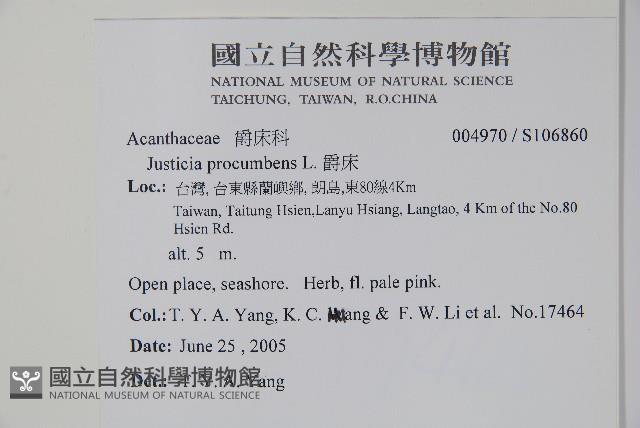 國立自然科學博物館
NATIONAL MUSEUM OF NATURAL SCIENCE
TAICHUNG, TAIWAN, R.O.CHINA
Acanthaceae 爵床科 004970 / S106860
Justicia procumbens L. 爵床
Loc.: 台灣, 台東縣蘭嶼鄉, 朗島,東80線4Km
Taiwan, Taitung Hsien,Lanyu Hsiang, Langtao, 4 Km of the No.80
Hsien Rd.
alt. 5 m.
Open place, seashore. Herb, fl. pale pink.
Col.: T. Y. A. Yang, K. C. ang & F. W. Li et al. No.17464
Date: June 25 , 2005
Det.: T. Y. A. Yang
國立自然科學博物館
NATIONAL MUSEUM OF NATURAL SCIENCE